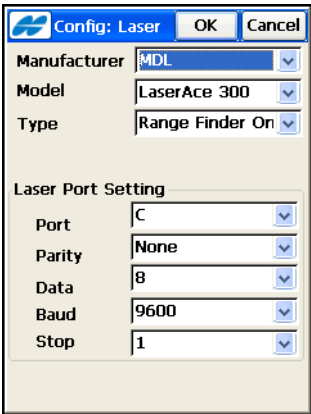 Config: Laser OK Cancel
Manufacturer MDL
Model LaserAce 300
Type Range Finder On
Laser Port Setting
Port C
Parity None
Data 8
Baud 9600
Stop 1